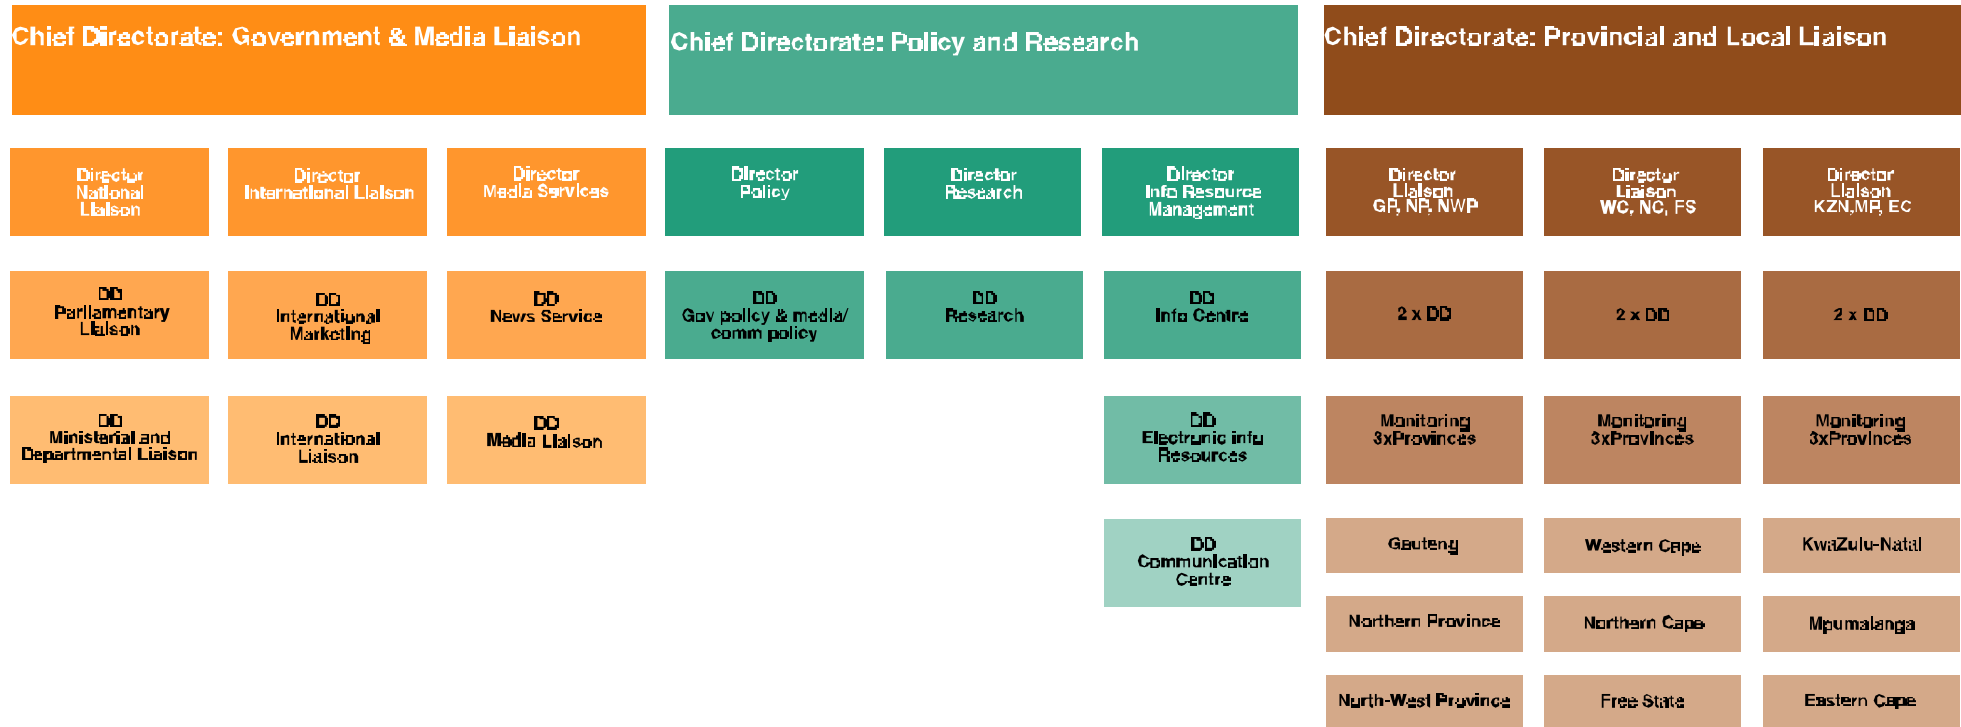 Chief Directorate: Government & Media Liaison
Director
National
Liaison
Director
International Liaison
Director
Media Services
DD
Parliamentary
Liaison
DD
International
Marketing
DD
News Service
DD
Ministerial and
Departmental Liaison
DD
International
Liaison
DD
Media Liaison
Chief Directorate: Policy and Research
Director
Policy
Director
Research
Director
Info Resource
Management
DD
Gov policy & media/
comm policy
DD
Research
DD
Info Centre
DD
Electronic info
Resources
DD
Communication
Centre
Chief Directorate: Provincial and Local Liaison
Director
Liaison
GP, NP, NWP
Director
Liaison
WC, NC, FS
Director
Liaison
KZN,MP, EC
2 x DD
2 x DD
2 x DD
Monitoring
3xProvinces
Monitoring
3xProvinces
Monitoring
3xProvinces
Gauteng
Western Cape
KwaZulu-Natal
Northern Province
Northern Cape
Mpumalanga
North-West Province
Free State
Eastern Cape